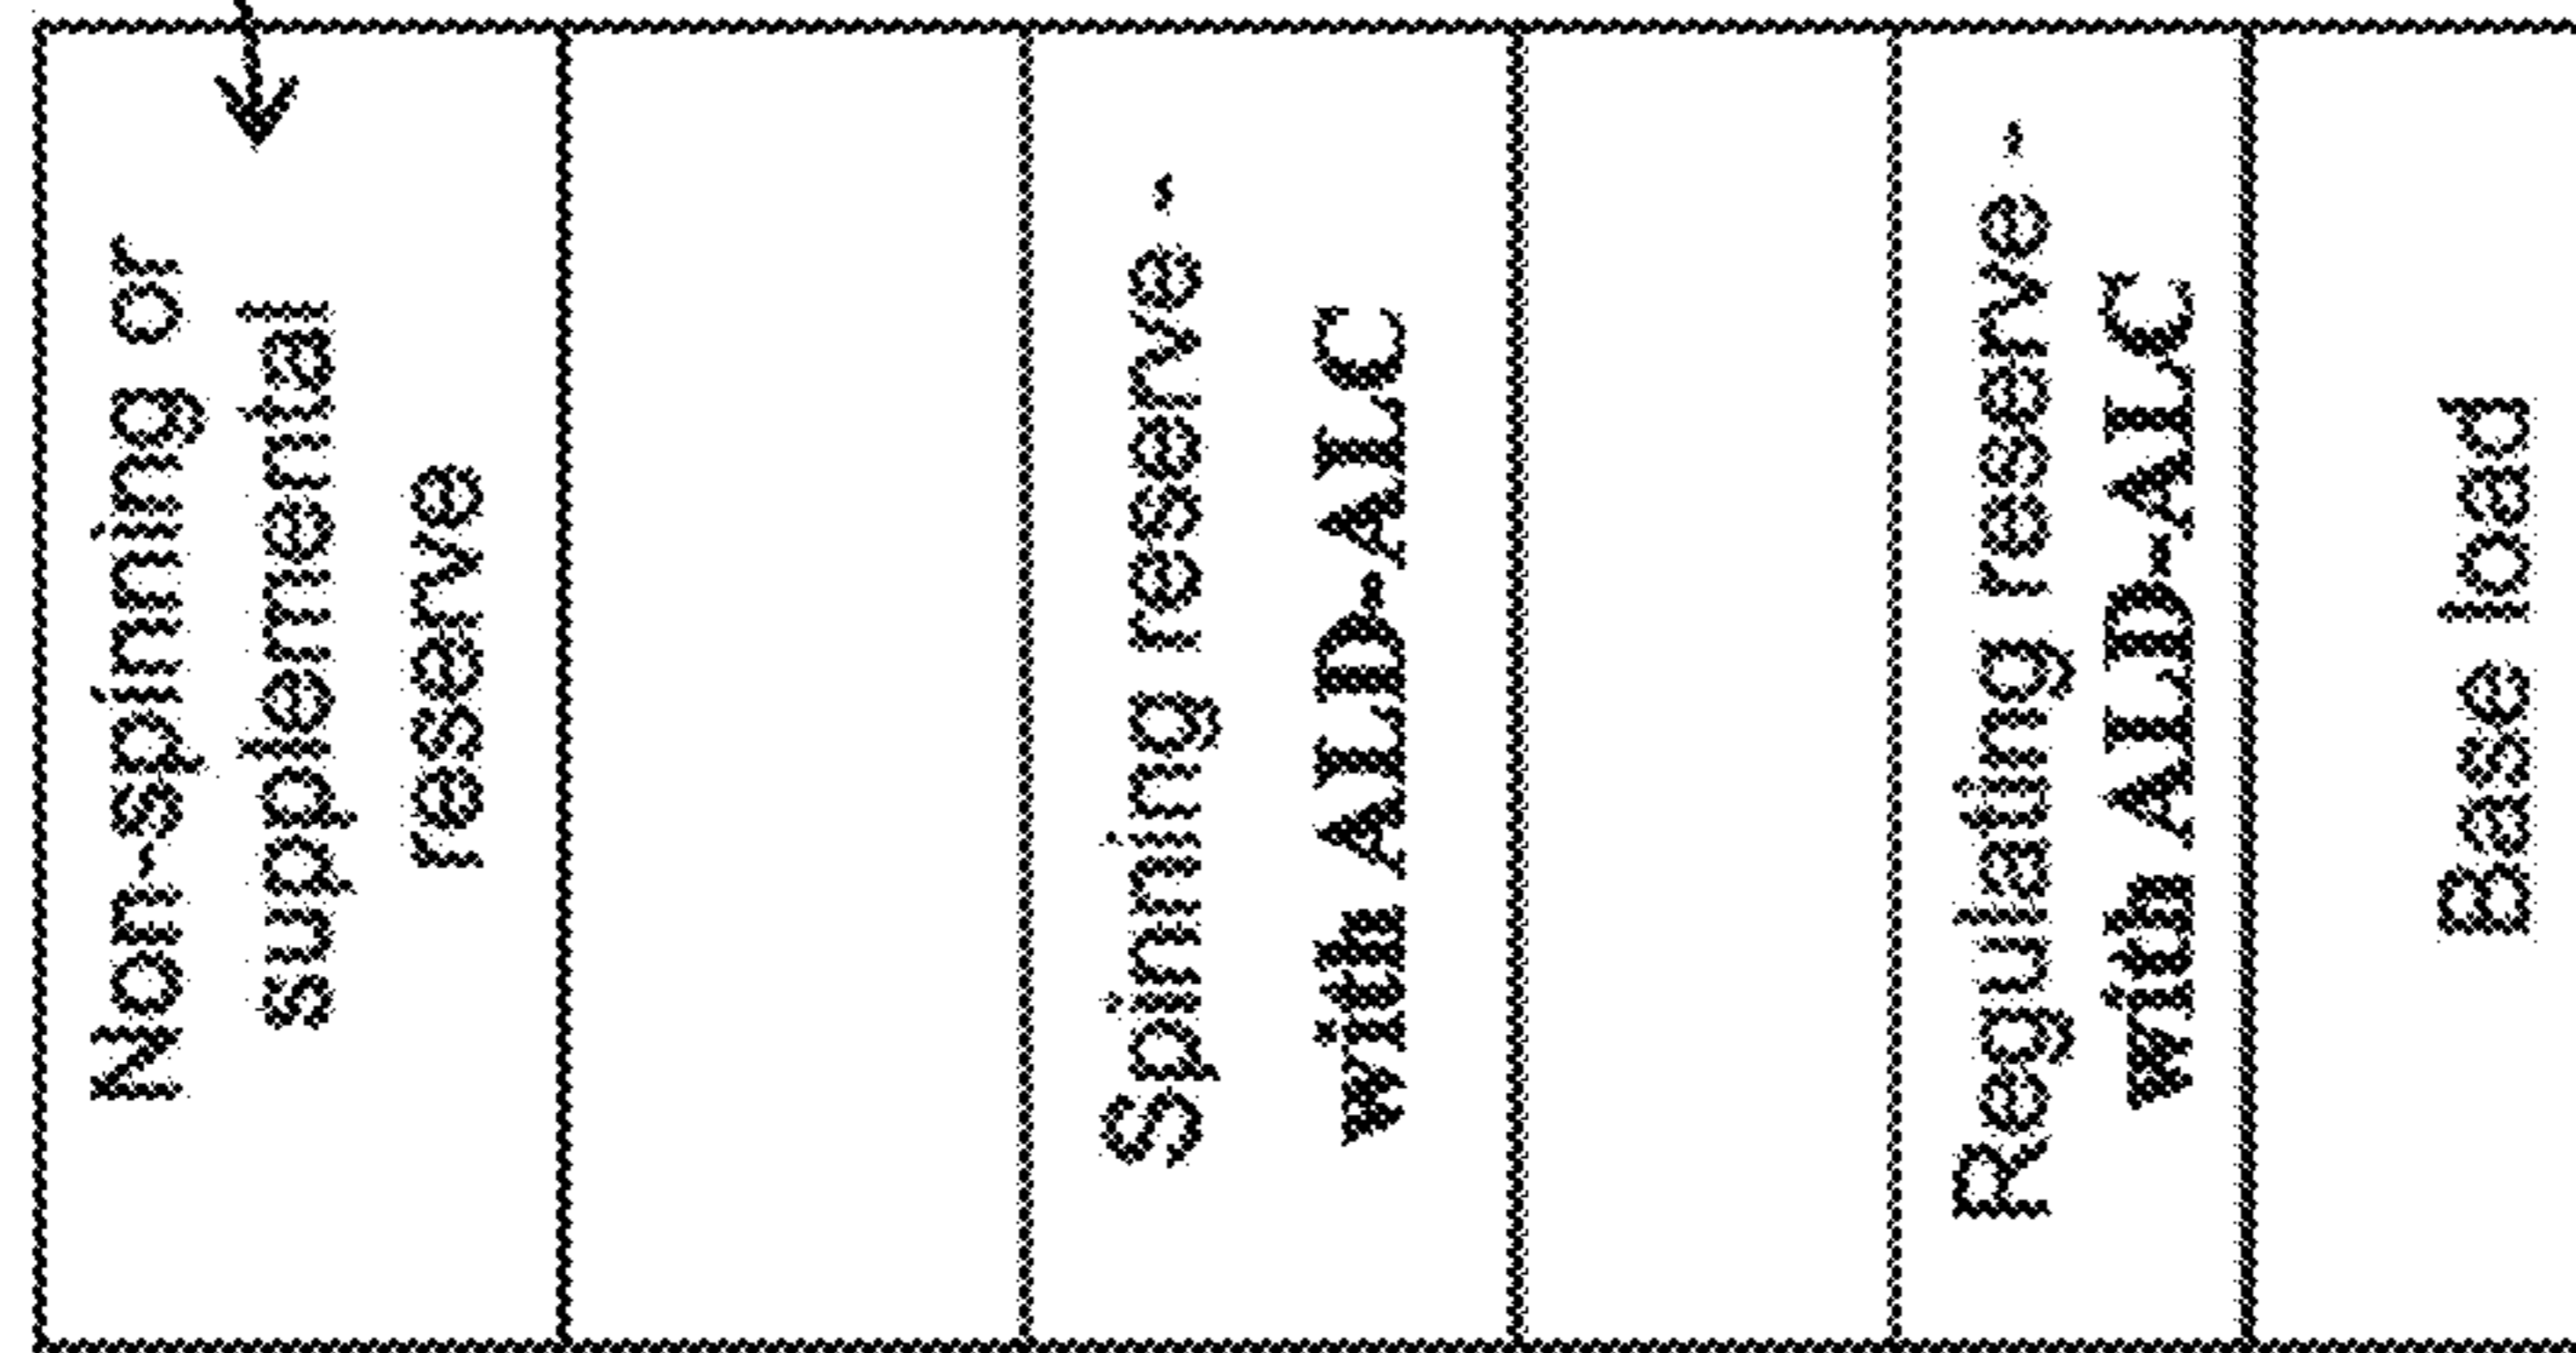 Non-spinning or
supplemental
reserve
Spinning reserve -
with ALD-ALC
Regulating reserve -
with ALD-ALC
Base load